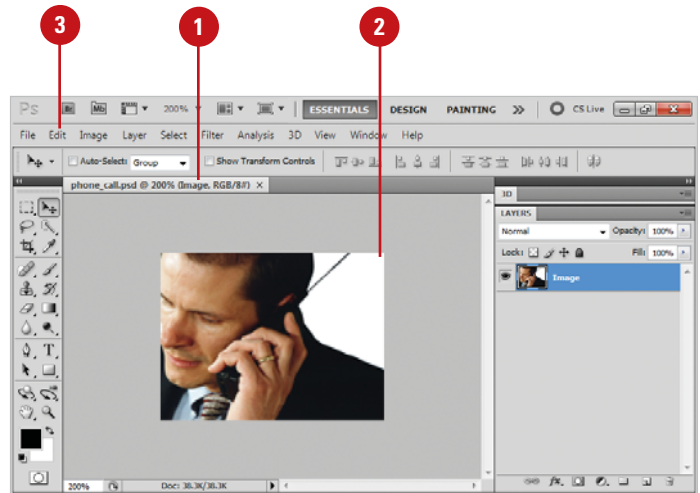 3 1 2
Ps Br Mb 200% ESSENTIALS DESIGN PAINTING CS Live
File Edit Image Layer Select Filter Analysis 3D View Window Help
Auto-Select: Group Show Transform Controls
phone_call.psd @ 200% (Image, RGB/8#) × 3D
LAYERS
Normal Opacity: 100%
Lock: Fill: 100%
Image
T
200% Doc: 38.3K/38.3K fx.